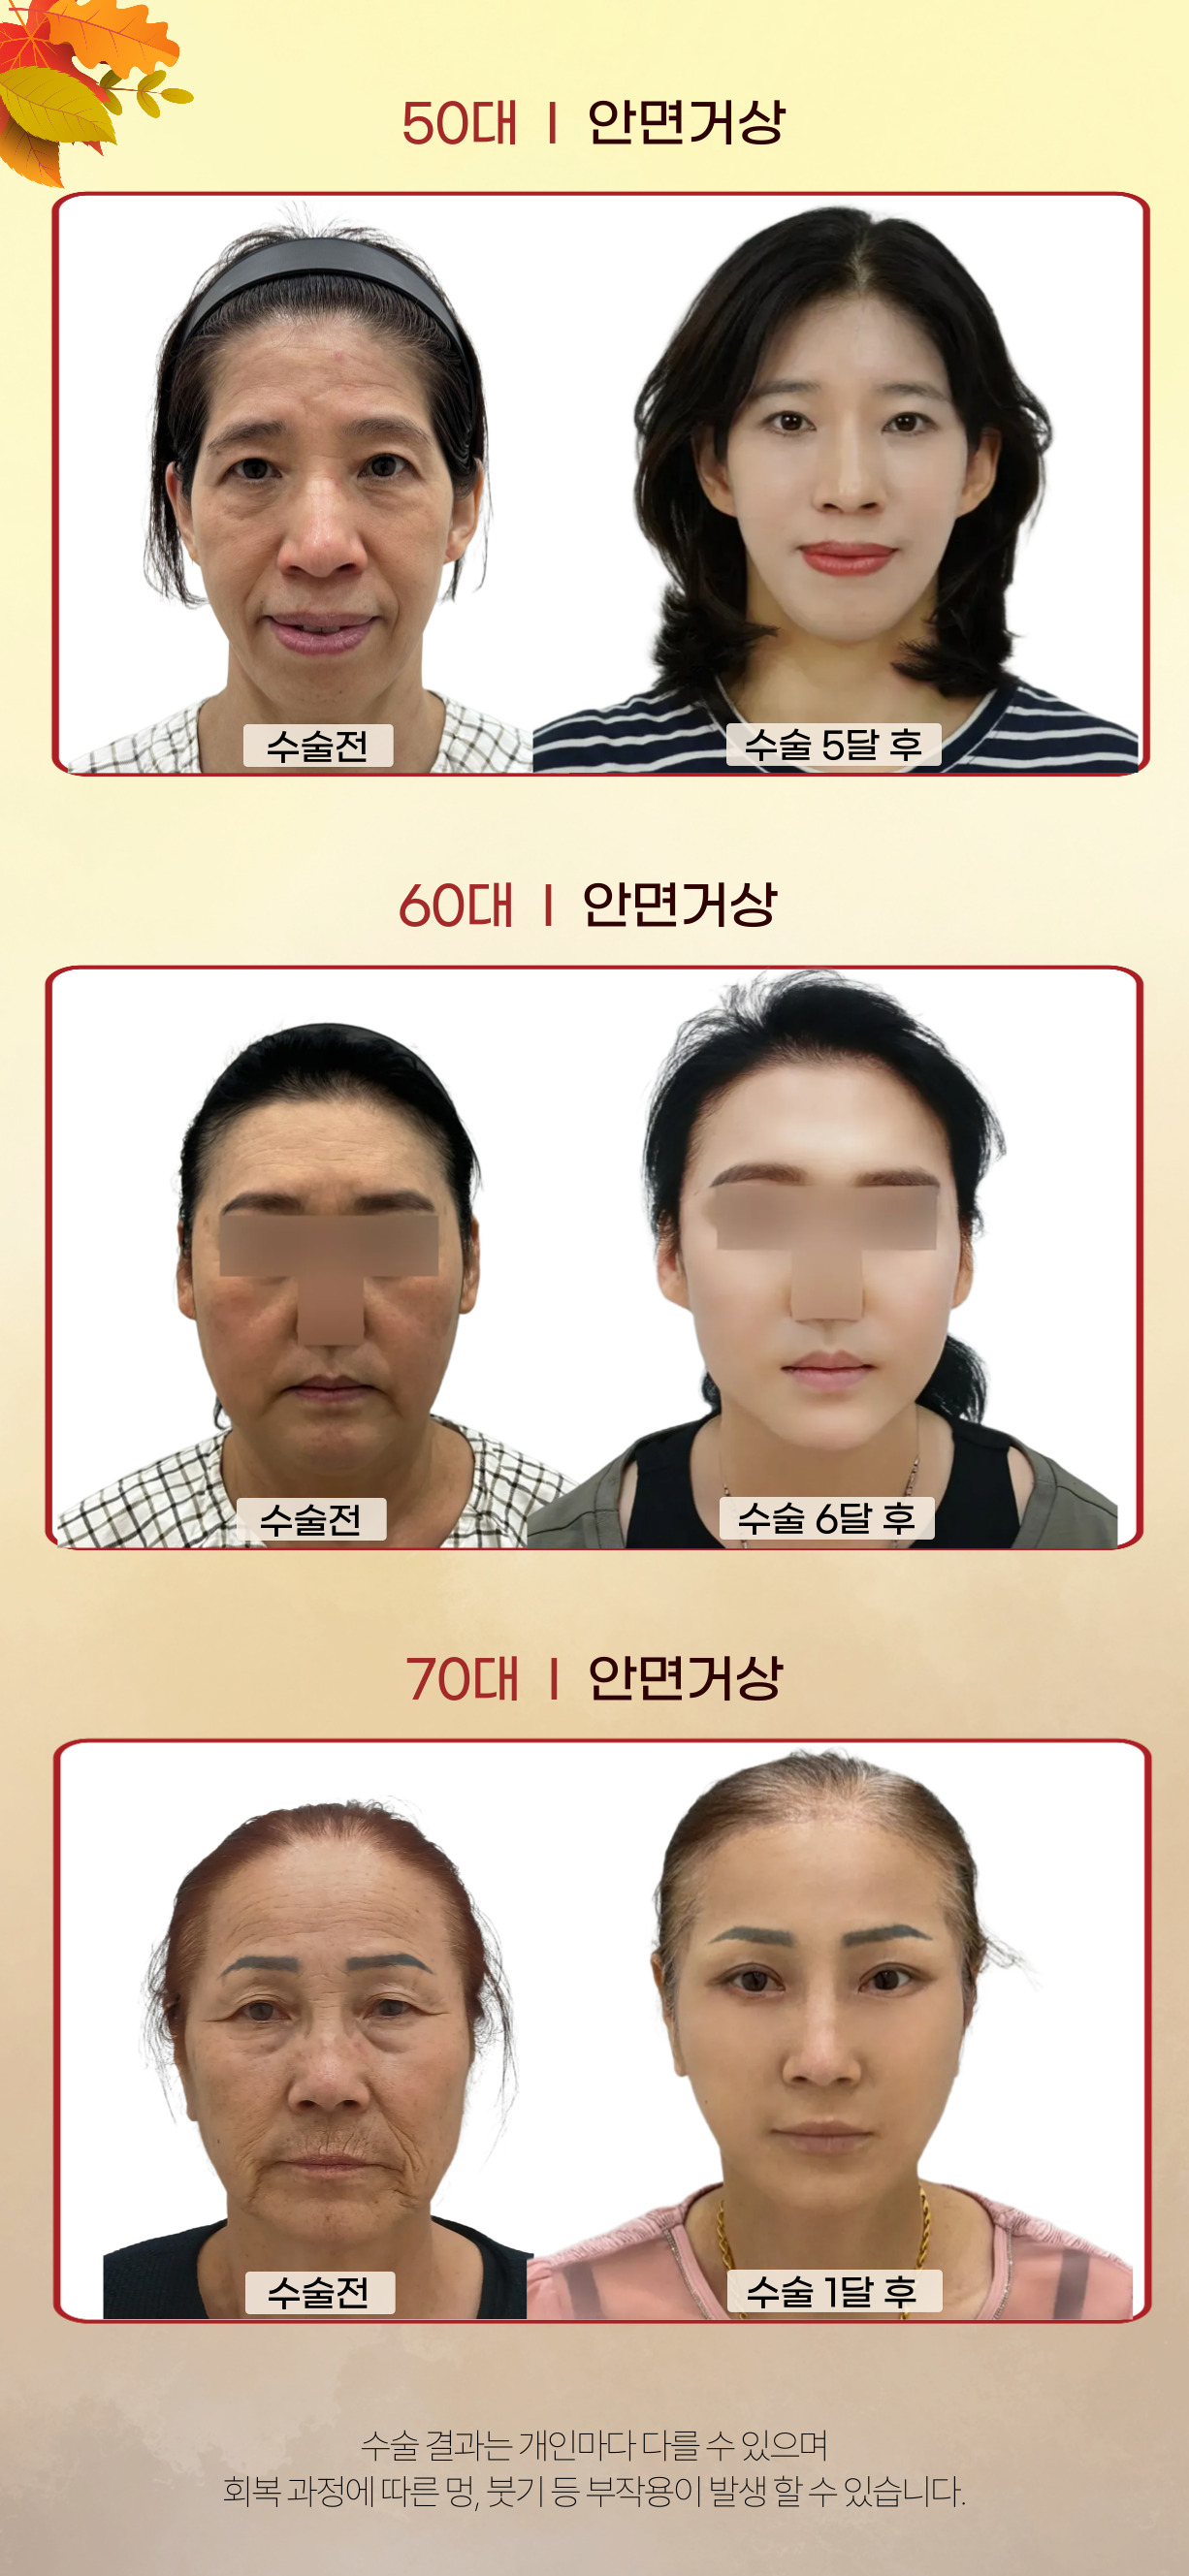 50대 | 안면거상
수술전
수술 5달 후
60대 | 안면거상
수술전
수술 6달 후
70대 | 안면거상
수술전
수술 1달 후
수술 결과는 개인마다 다를 수 있으며
회복 과정에 따른 멍, 붓기 등 부작용이 발생 할 수 있습니다.